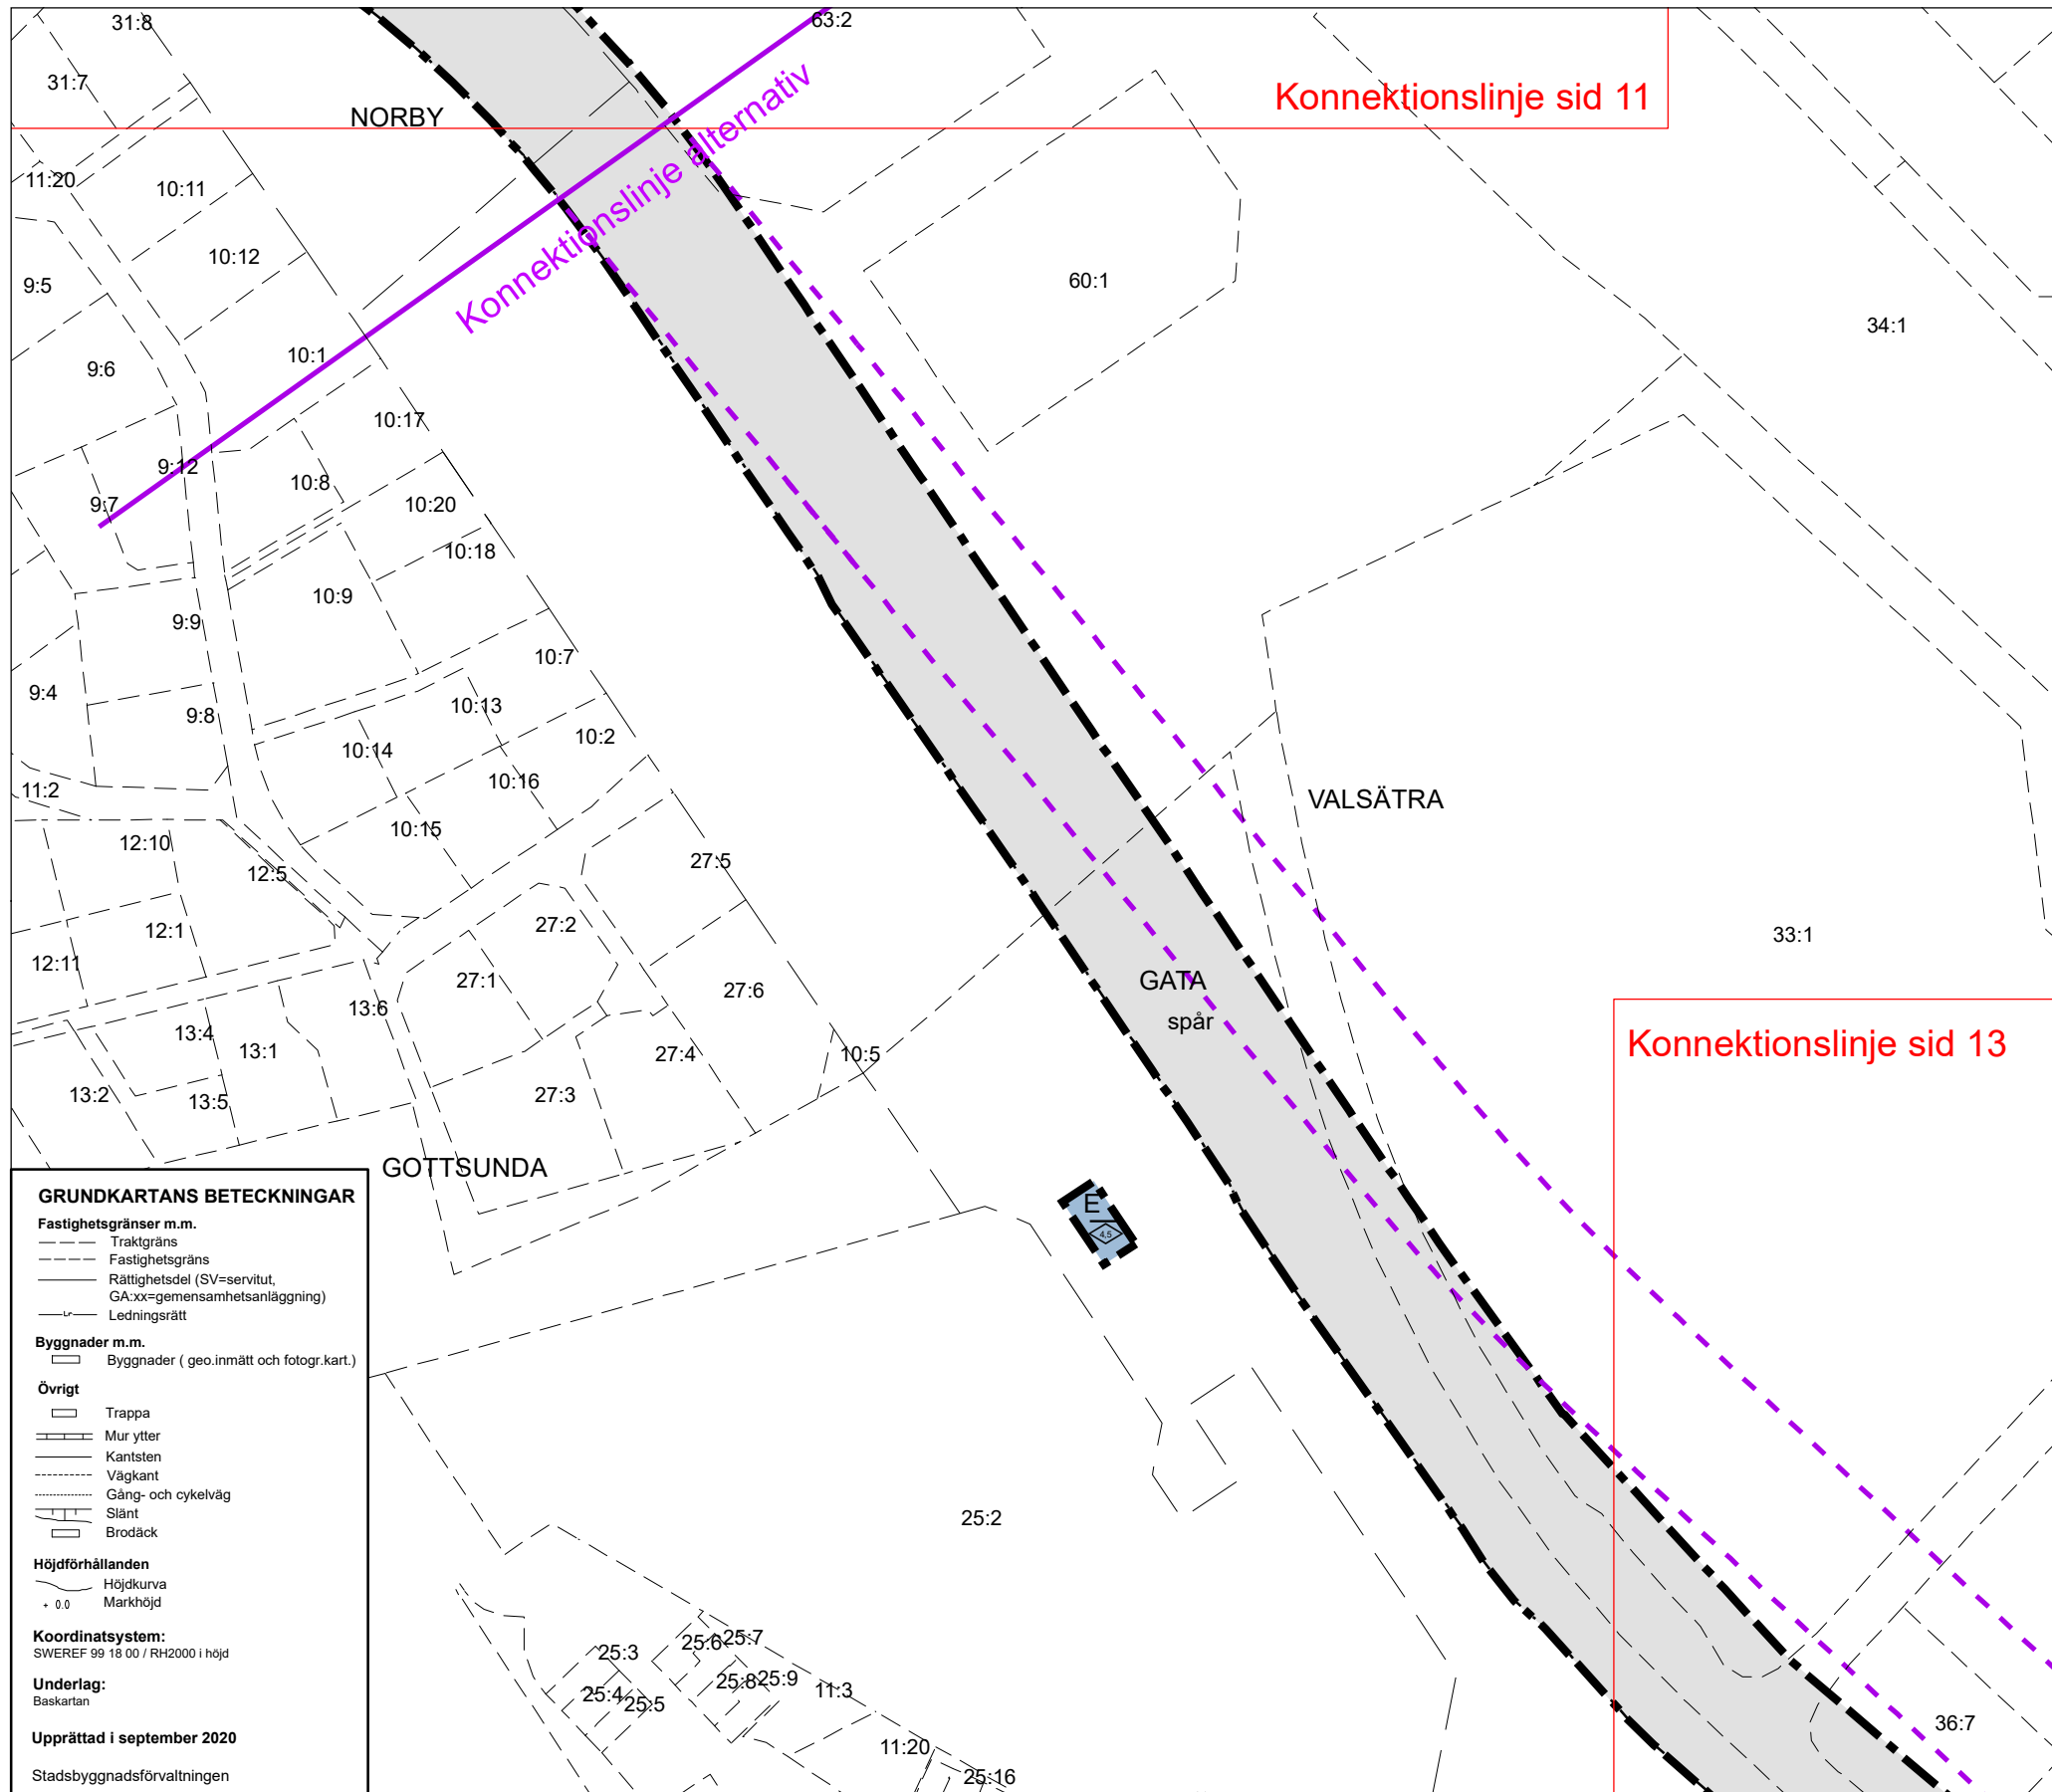 31:8
63:2
31:7
Konnektionslinje sid 11
NORBY
Konnektionslinje alternativ
11:20
10:11
10:12
9:5
60:1
34:1
10:1
9:6
10:17
9:12
10:8
9:7
10:20
10:18
10:9
9:9
10:7
9:4
10:13
9:8
10:2
10:14
10:16
11:2
VALSÄTRA
10:15
12:10
27:5
12:5
27:2
12:1
33:1
12:11
27:1
GATA
27:6
13:6
spår
13:4
Konnektionslinje sid 13
13:1
27:4
10:5
13:2
13:5
27:3
GOTTSUNDA
E
4,5
GRUNDKARTANS BETECKNINGAR
Fastighetsgränser m.m.
Traktgräns
Fastighetsgräns
Rättighetsdel (SV=servitut,
GA:xx=gemensamhetsanläggning)
Lr
Ledningsrätt
Byggnader m.m.
Byggnader ( geo.inmätt och fotogr.kart.)
Övrigt
Trappa
Mur ytter
Kantsten
Vägkant
Gång- och cykelväg
Slänt
Brodäck
Höjdförhållanden
Höjdkurva
+ 0.0 Markhöjd
Koordinatsystem:
SWEREF 99 18 00 / RH2000 i höjd
Underlag:
Baskartan
Upprättad i september 2020
Stadsbyggnadsförvaltningen
25:2
25:6
25:7
25:3
25:8
25:9
25:4
25:5
11:3
36:7
11:20
25:16